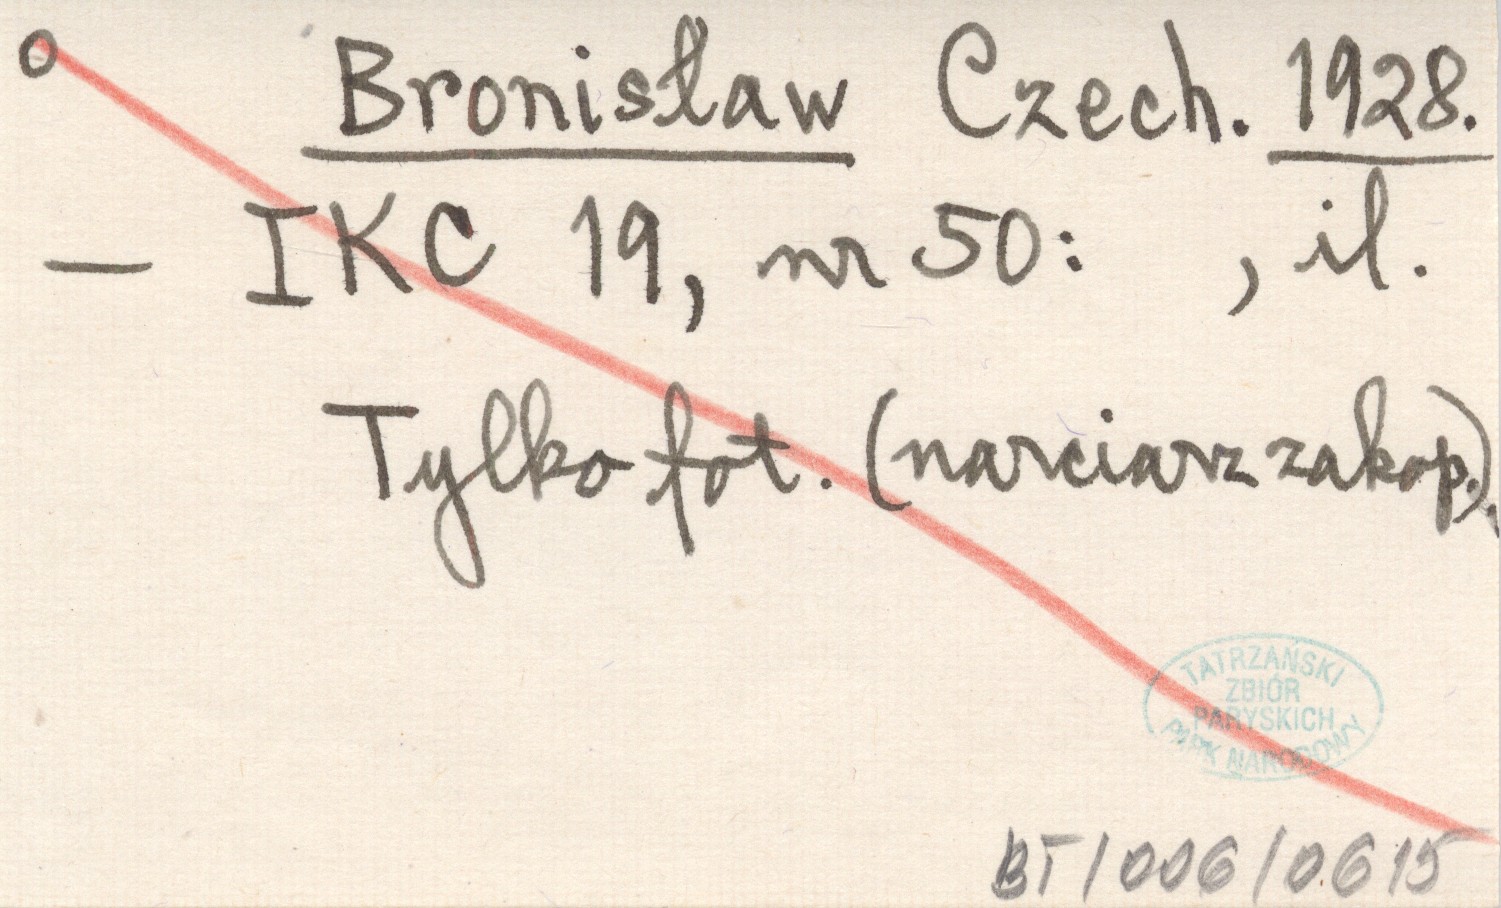 o Bronisław Czech. 1928.
— IKC 19, nr 50: , il.
Tylko fot. (narciarz zakop.).
TATRZAŃSKI
ZBIÓR
PARYSKICH
PARK NARODOWY
BT/006/0615